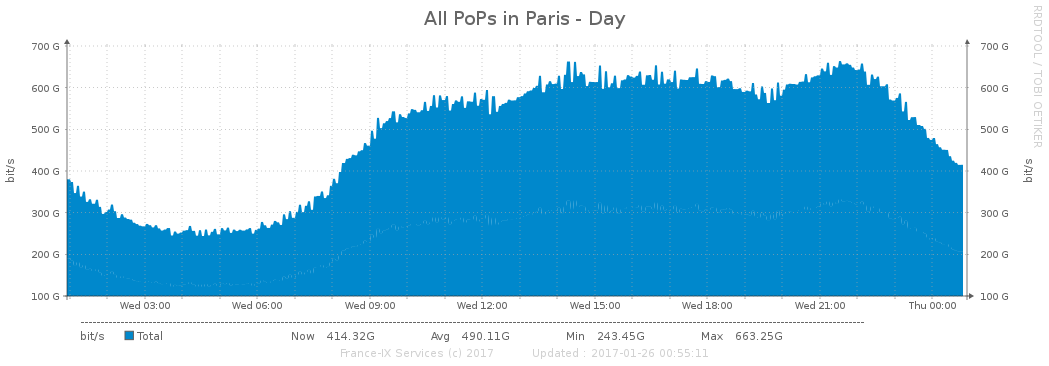 All PoPs in Paris - Day
RRDTOOL / TOBI OETIKER
700 G 700 G
600 G 600 G
500 G 500 G
400 G 400 G
300 G 300 G
200 G 200 G
100 G 100 G
bit/s bit/s
Wed 03:00 Wed 06:00 Wed 09:00 Wed 12:00 Wed 15:00 Wed 18:00 Wed 21:00 Thu 00:00
bit/s Total Now 414.32G Avg 490.11G Min 243.45G Max 663.25G
France-IX Services (c) 2017 Updated : 2017-01-26 00:55:11